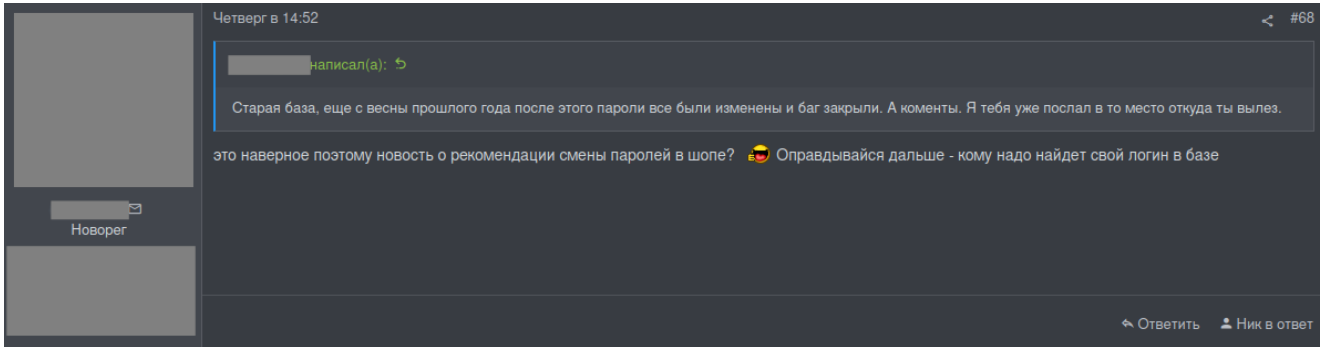 Четверг в 14:52
#68
написал(а):
Старая база, еще с весны прошлого года после этого пароли все были изменены и баг закрыли. А коменты. Я тебя уже послал в то место откуда ты вылез.
это наверное поэтому новость о рекомендации смены паролей в шопе? Оправдывайся дальше - кому надо найдет свой логин в базе
Новорег
Ответить
Ник в ответ